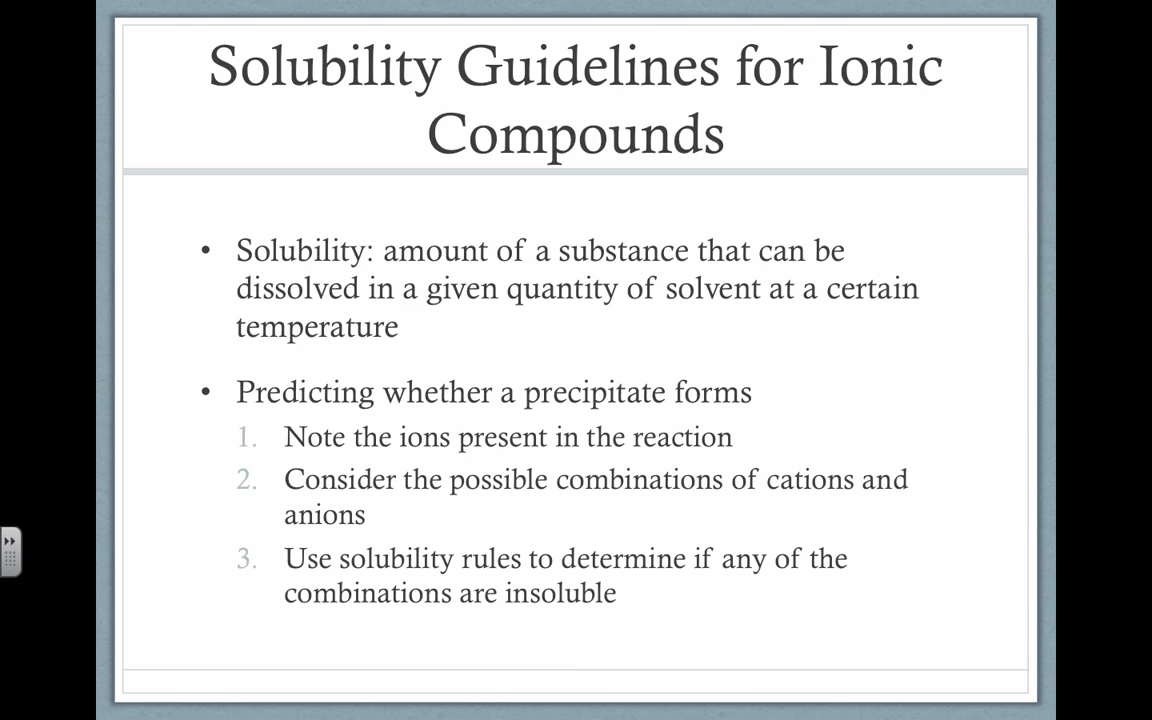 Solubility Guidelines for Ionic
Compounds
• Solubility: amount of a substance that can be
dissolved in a given quantity of solvent at a certain
temperature
• Predicting whether a precipitate forms
1. Note the ions present in the reaction
2. Consider the possible combinations of cations and
anions
3. Use solubility rules to determine if any of the
combinations are insoluble